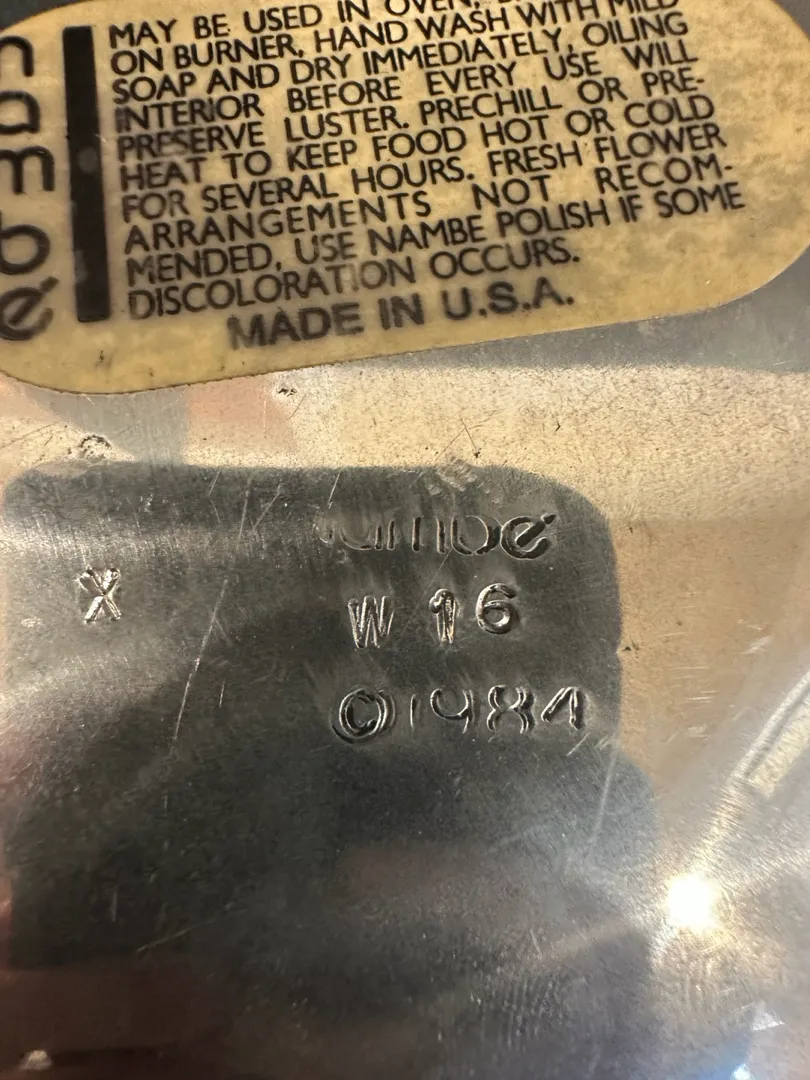 nambé
MAY BE USED IN OVEN,
ON BURNER, HAND WASH WITH MILD
SOAP AND DRY IMMEDIATELY, OILING
INTERIOR BEFORE EVERY USE WILL
PRESERVE LUSTER. PRECHILL OR PRE-
HEAT TO KEEP FOOD HOT OR COLD
FOR SEVERAL HOURS. FRESH FLOWER
ARRANGEMENTS NOT RECOM-
MENDED, USE NAMBE POLISH IF SOME
DISCOLORATION OCCURS.
MADE IN U.S.A.
nambé
X W 16
©1984